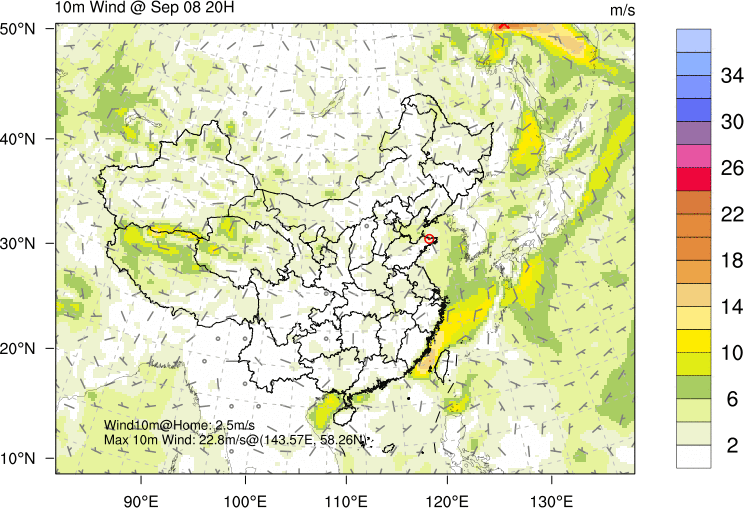 10m Wind @ Sep 08 20H
m/s
50°N
40°N
30°N
20°N
10°N
90°E
100°E
110°E
120°E
130°E
34
30
26
22
18
14
10
6
2
Wind10m@Home: 2.5m/s
Max 10m Wind: 22.8m/s@(143.57E, 58.26N)